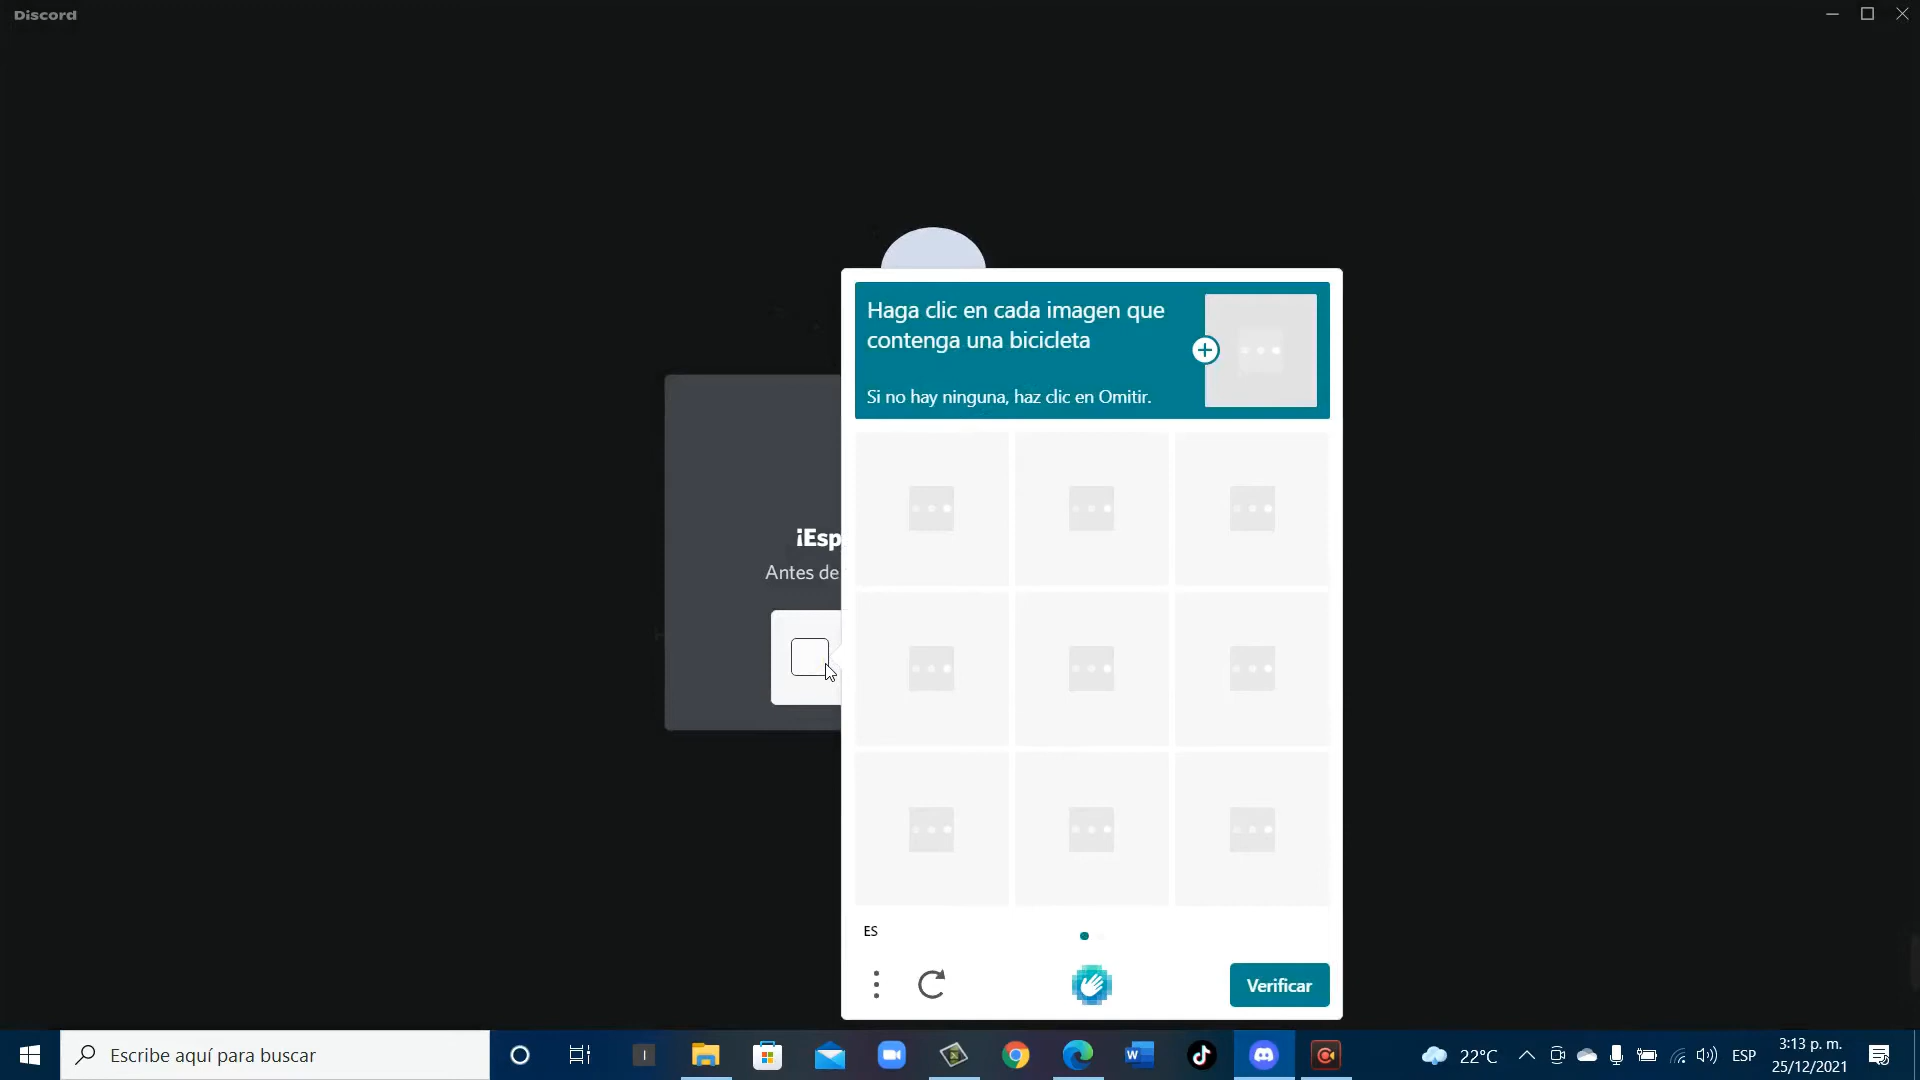 Discord
Haga clic en cada imagen que
contenga una bicicleta
Si no hay ninguna, haz clic en Omitir.
¡Esp
Antes de
ES
Verificar
Escribe aquí para buscar
22°C
ESP
3:13 p. m.
25/12/2021